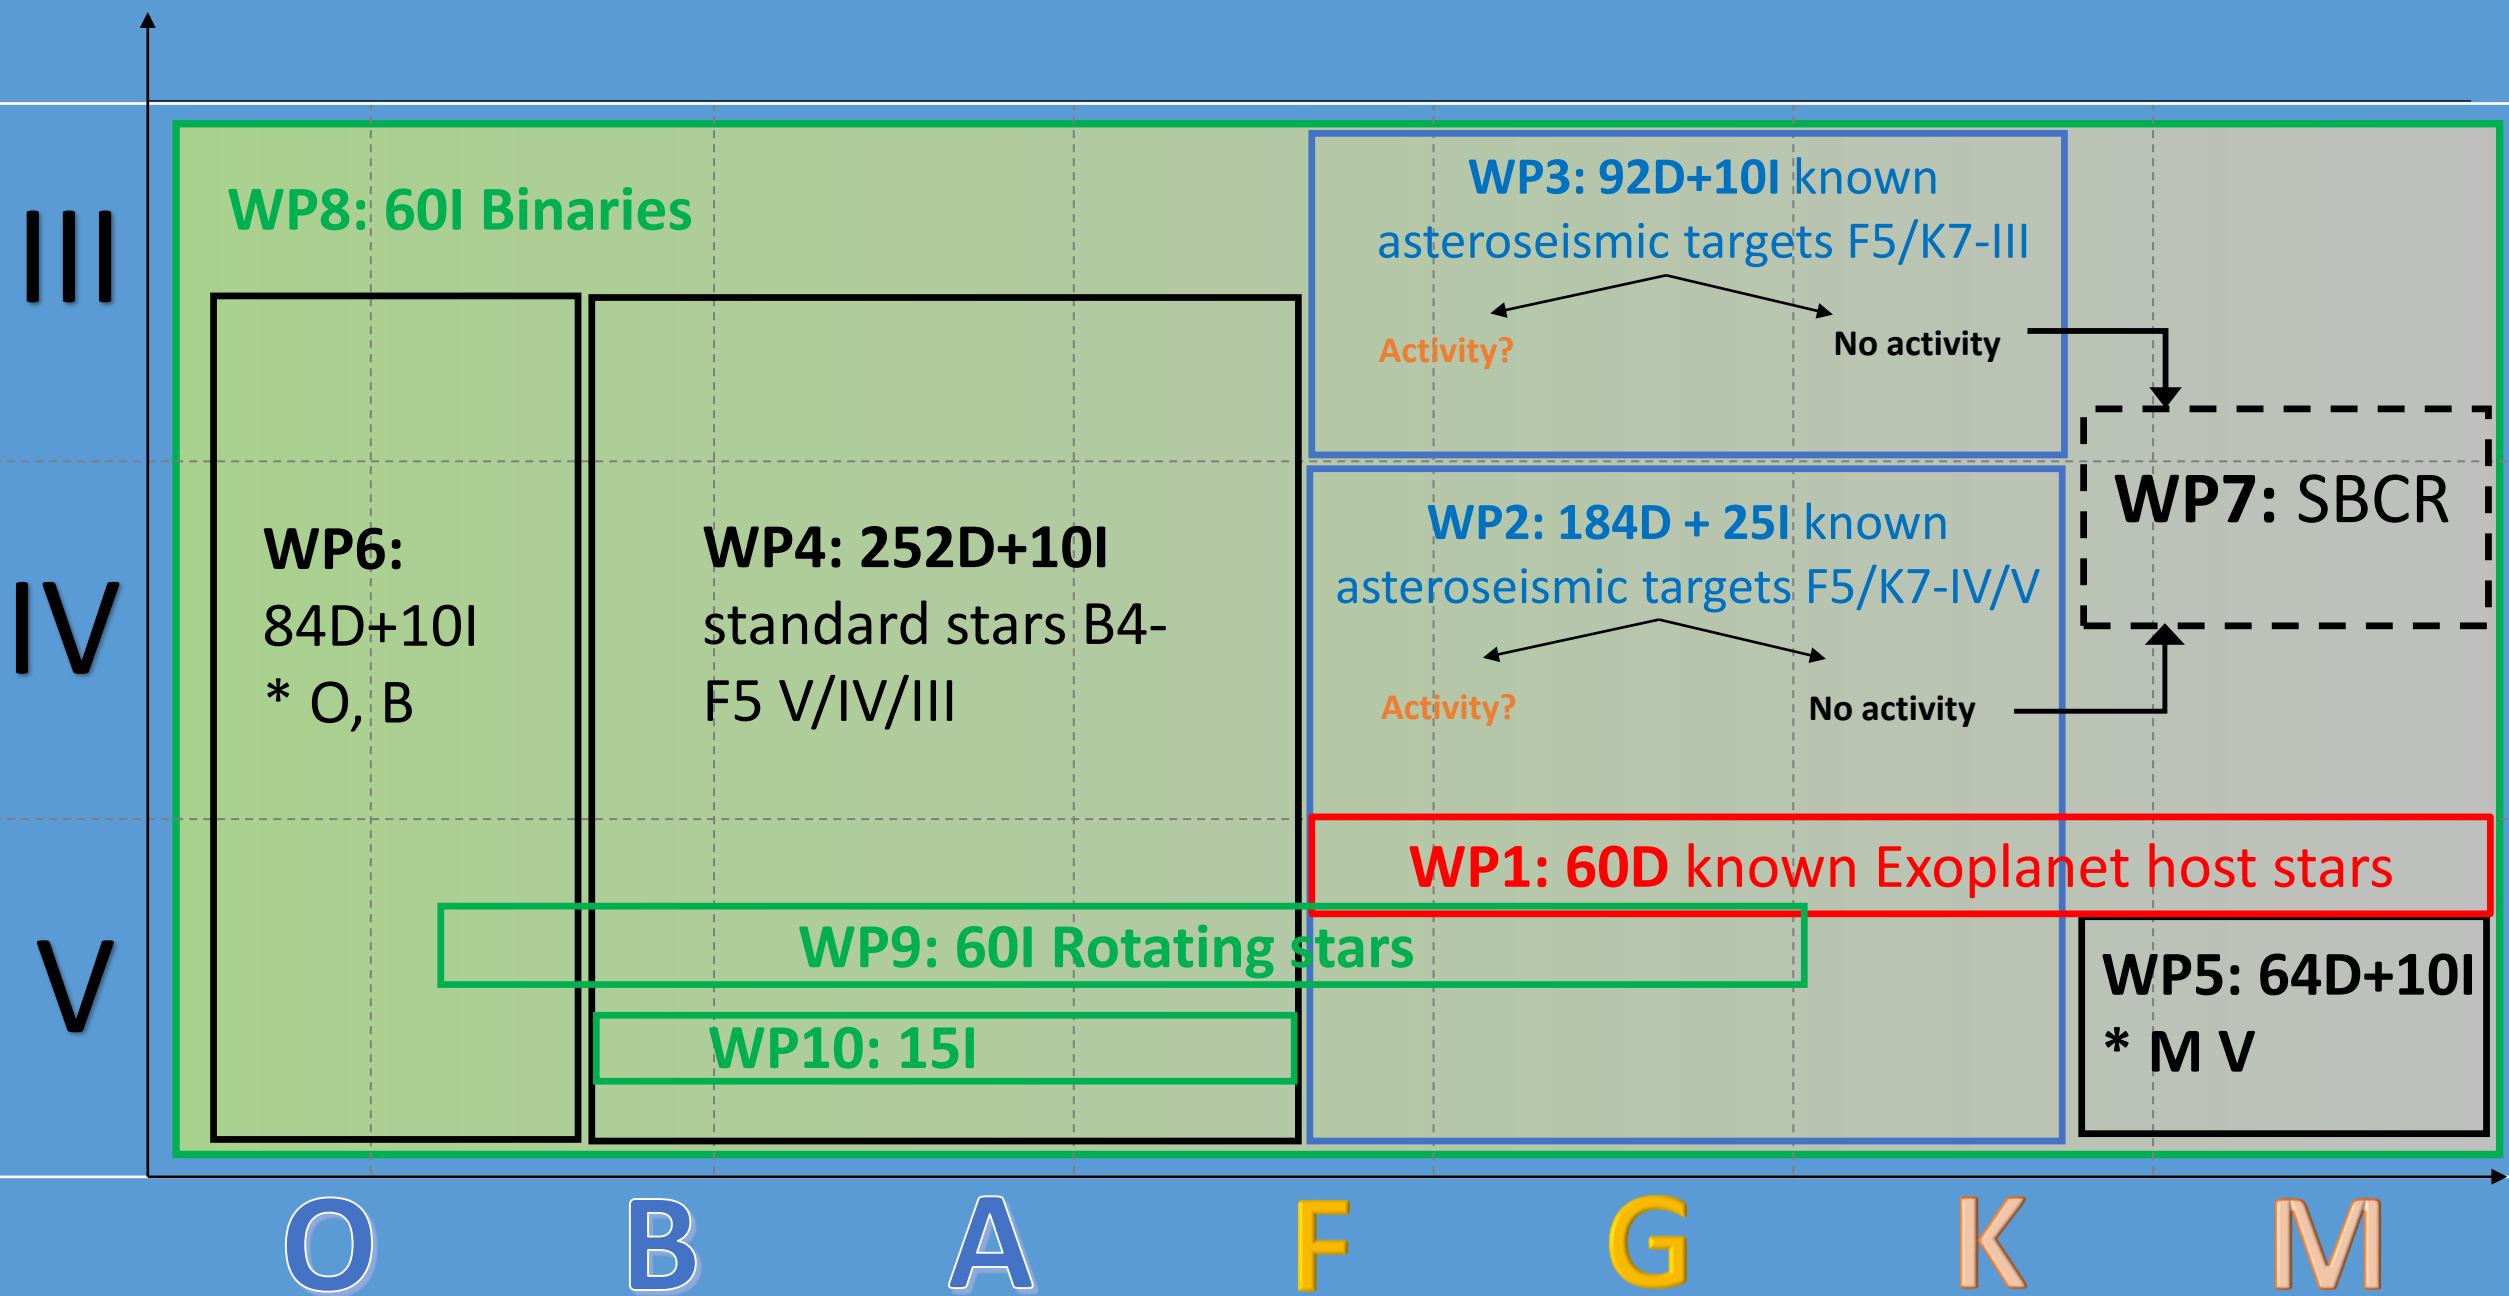 III
IV
V
WP8: 60I Binaries
WP3: 92D+10I known
asteroseismic targets F5/K7-III
Activity?
No activity
WP7: SBCR
WP6:
84D+10I
* O, B
WP4: 252D+10I
standard stars B4-
F5 V/IV/III
WP2: 184D + 25I known
asteroseismic targets F5/K7-IV/V
Activity?
No activity
WP1: 60D known Exoplanet host stars
WP9: 60I Rotating stars
WP10: 15I
WP5: 64D+10I
* M V
O B A F G K M